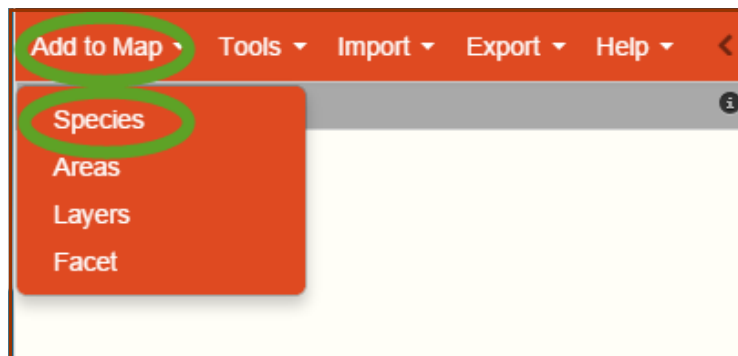 Add to Map Tools Import Export Help
Species
Areas
Layers
Facet